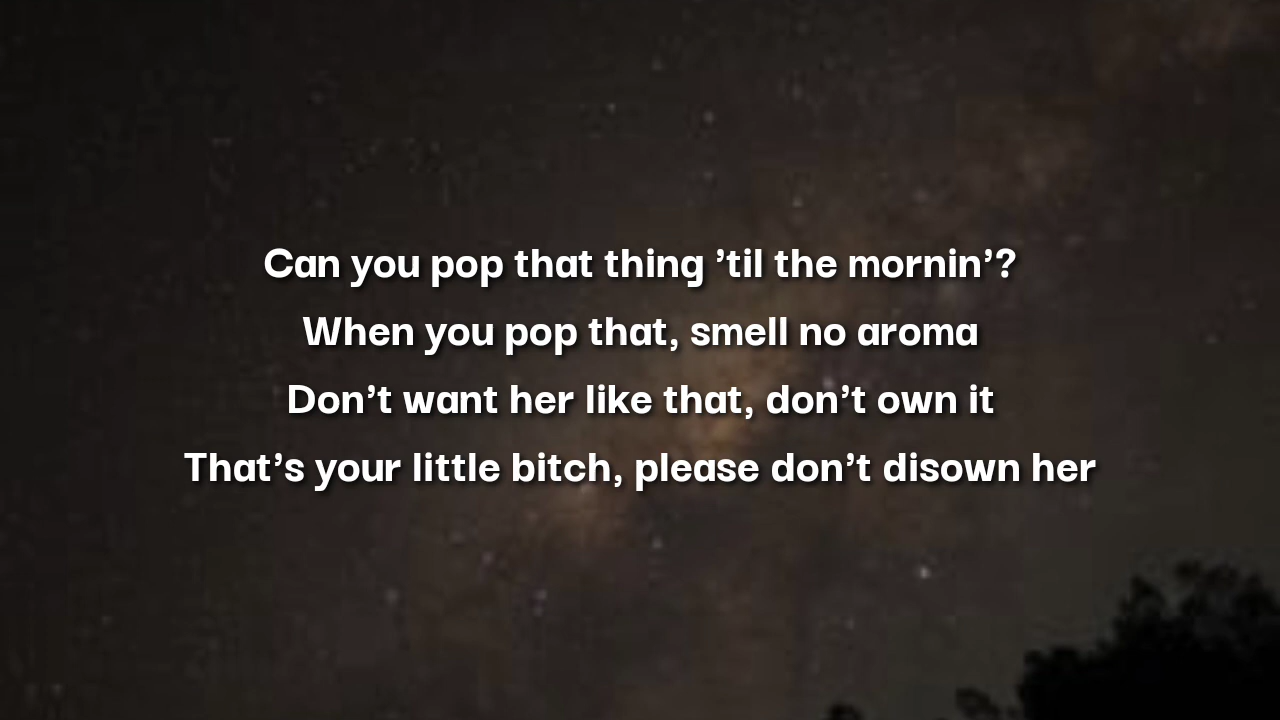 Can you pop that thing ’til the mornin’?
When you pop that, smell no aroma
Don’t want her like that, don’t own it
That’s your little bitch, please don’t disown her